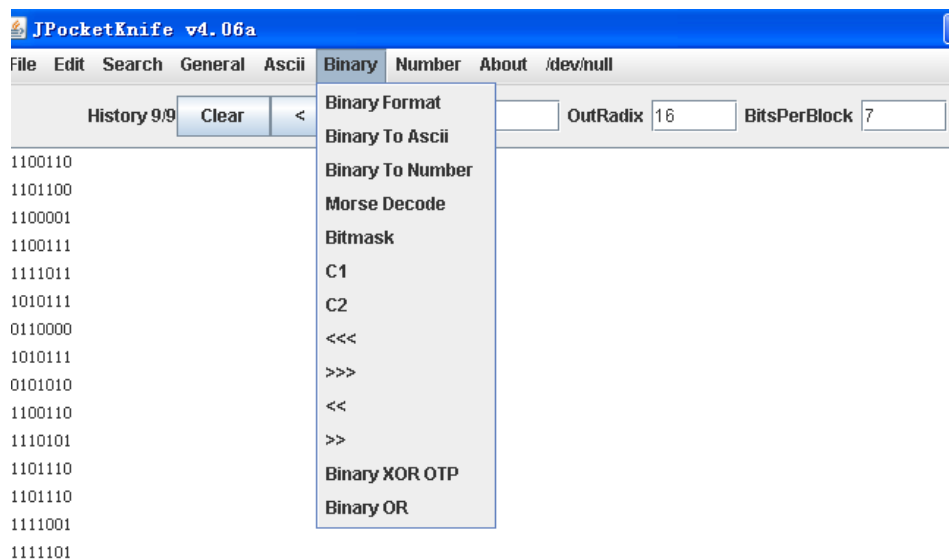 JPocketKnife v4.06a
File Edit Search General Ascii Binary Number About /dev/null
History 9/9 Clear < OutRadix 16 BitsPerBlock 7
Binary Format
Binary To Ascii
Binary To Number
Morse Decode
Bitmask
C1
C2
<<<
>>>
<<
>>
Binary XOR OTP
Binary OR
1100110
1101100
1100001
1100111
1111011
1010111
0110000
1010111
0101010
1100110
1110101
1101110
1101110
1111001
1111101